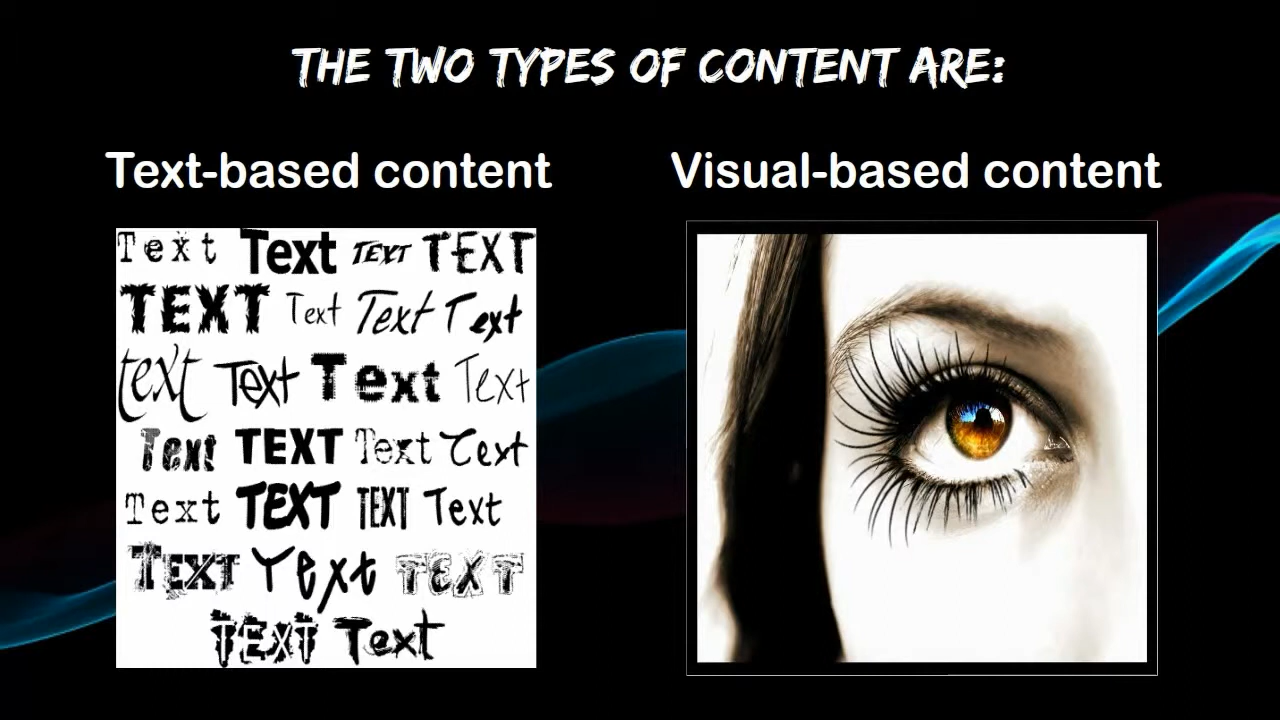 THE TWO TYPES OF CONTENT ARE:
Text-based content
Visual-based content
Text Text TEXT TEXT
TEXT Text Text Text
text Text Text Text
Text TEXT Text Text
Text TEXT TEXT Text
TEXT Text TEXT
TEXT Text